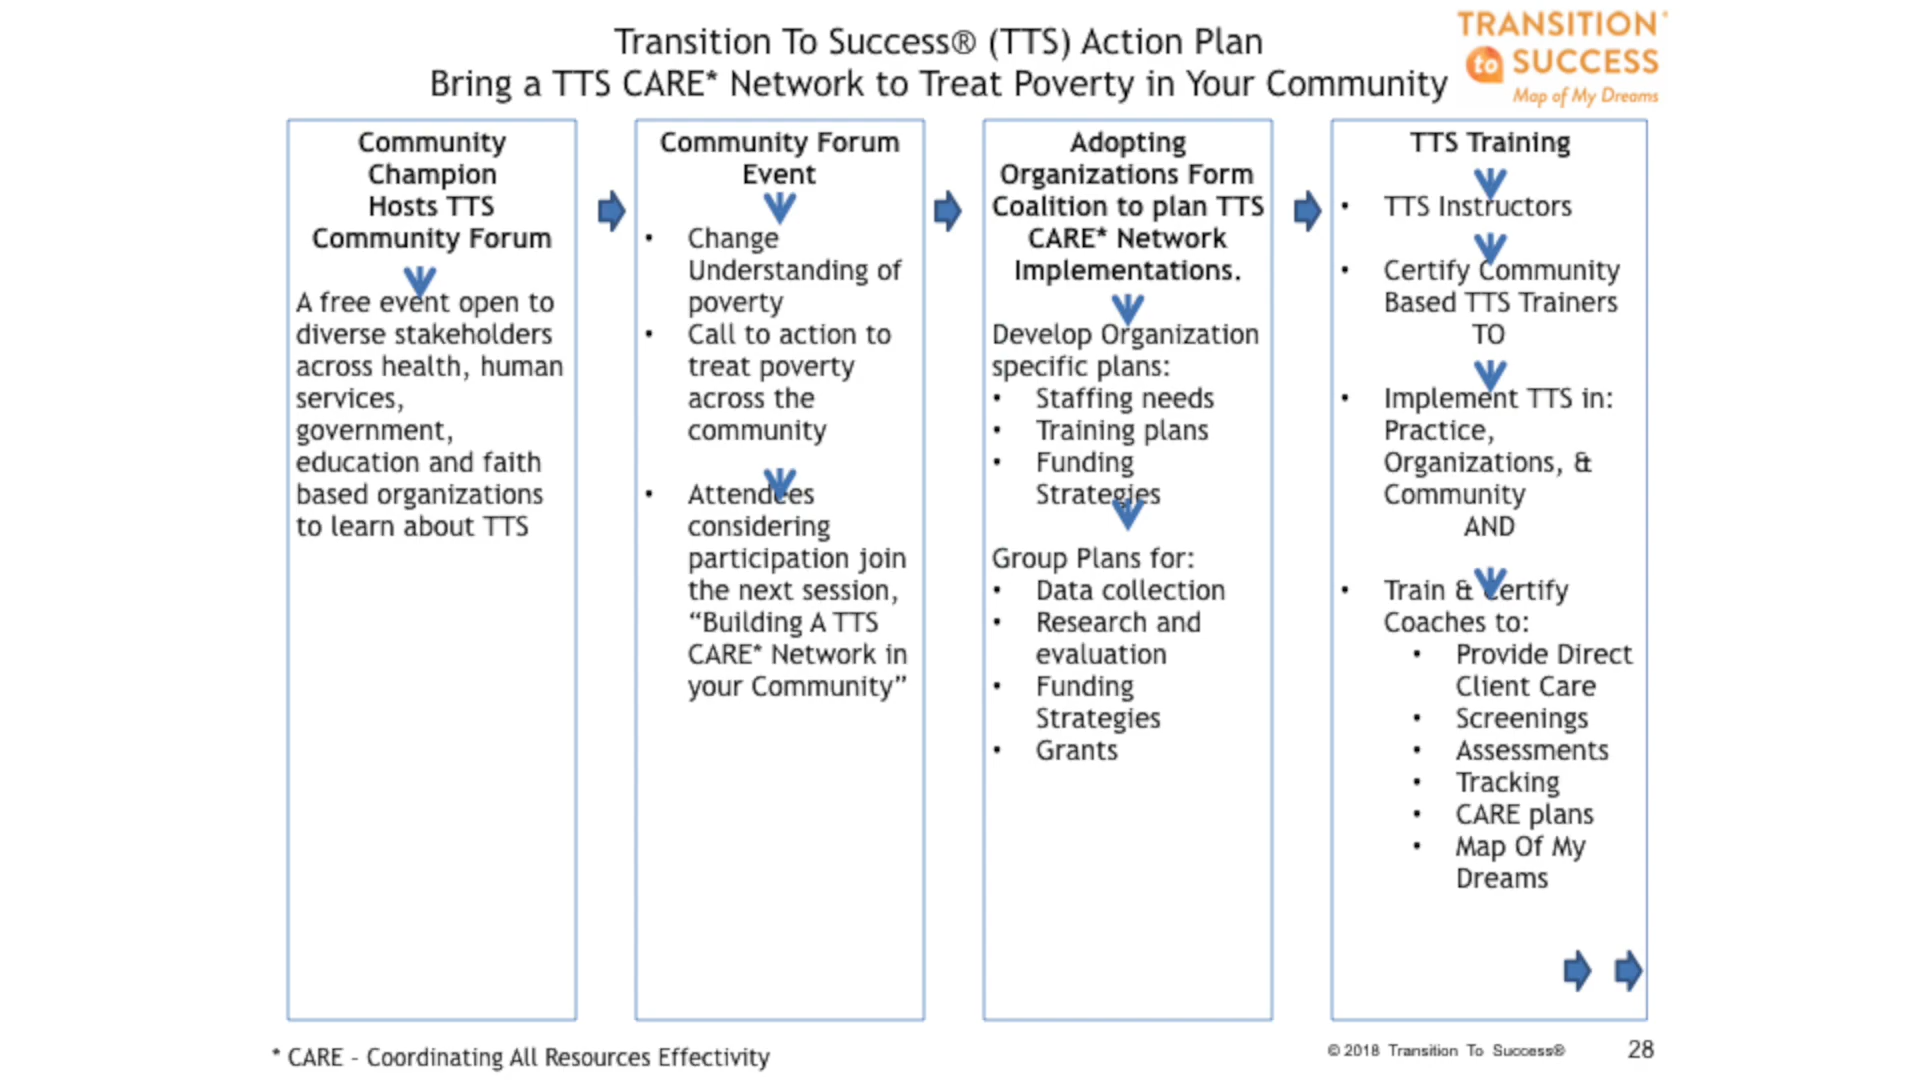 Transition To Success® (TTS) Action Plan
Bring a TTS CARE* Network to Treat Poverty in Your Community
TRANSITION
to SUCCESS
Map of My Dreams
Community
Champion
Hosts TTS
Community Forum
A free event open to
diverse stakeholders
across health, human
services,
government,
education and faith
based organizations
to learn about TTS
Community Forum
Event
• Change
Understanding of
poverty
• Call to action to
treat poverty
across the
community
• Attendees
considering
participation join
the next session,
“Building A TTS
CARE* Network in
your Community”
Adopting
Organizations Form
Coalition to plan TTS
CARE* Network
Implementations.
Develop Organization
specific plans:
• Staffing needs
• Training plans
• Funding
Strategies
Group Plans for:
• Data collection
• Research and
evaluation
• Funding
Strategies
• Grants
TTS Training
• TTS Instructors
• Certify Community
Based TTS Trainers
TO
• Implement TTS in:
Practice,
Organizations, &
Community
AND
• Train & Certify
Coaches to:
• Provide Direct
Client Care
• Screenings
• Assessments
• Tracking
• CARE plans
• Map Of My
Dreams
* CARE - Coordinating All Resources Effectivity
© 2018 Transition To Success®
28